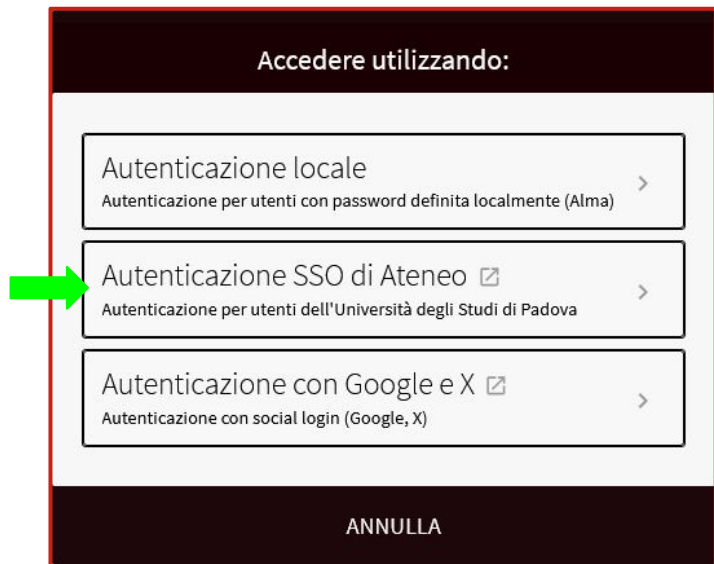 Accedere utilizzando:
Autenticazione locale
Autenticazione per utenti con password definita localmente (Alma)
Autenticazione SSO di Ateneo
Autenticazione per utenti dell'Università degli Studi di Padova
Autenticazione con Google e X
Autenticazione con social login (Google, X)
ANNULLA